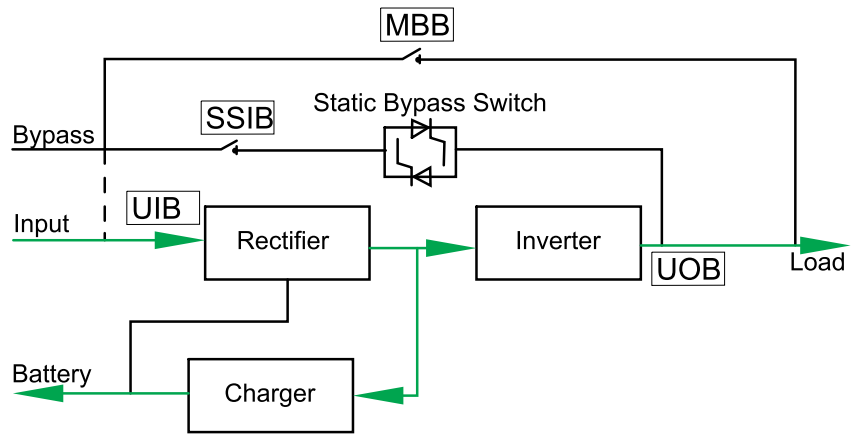 MBB
Static Bypass Switch
SSIB
Bypass
UIB
Input
Rectifier
Inverter
UOB
Load
Battery
Charger